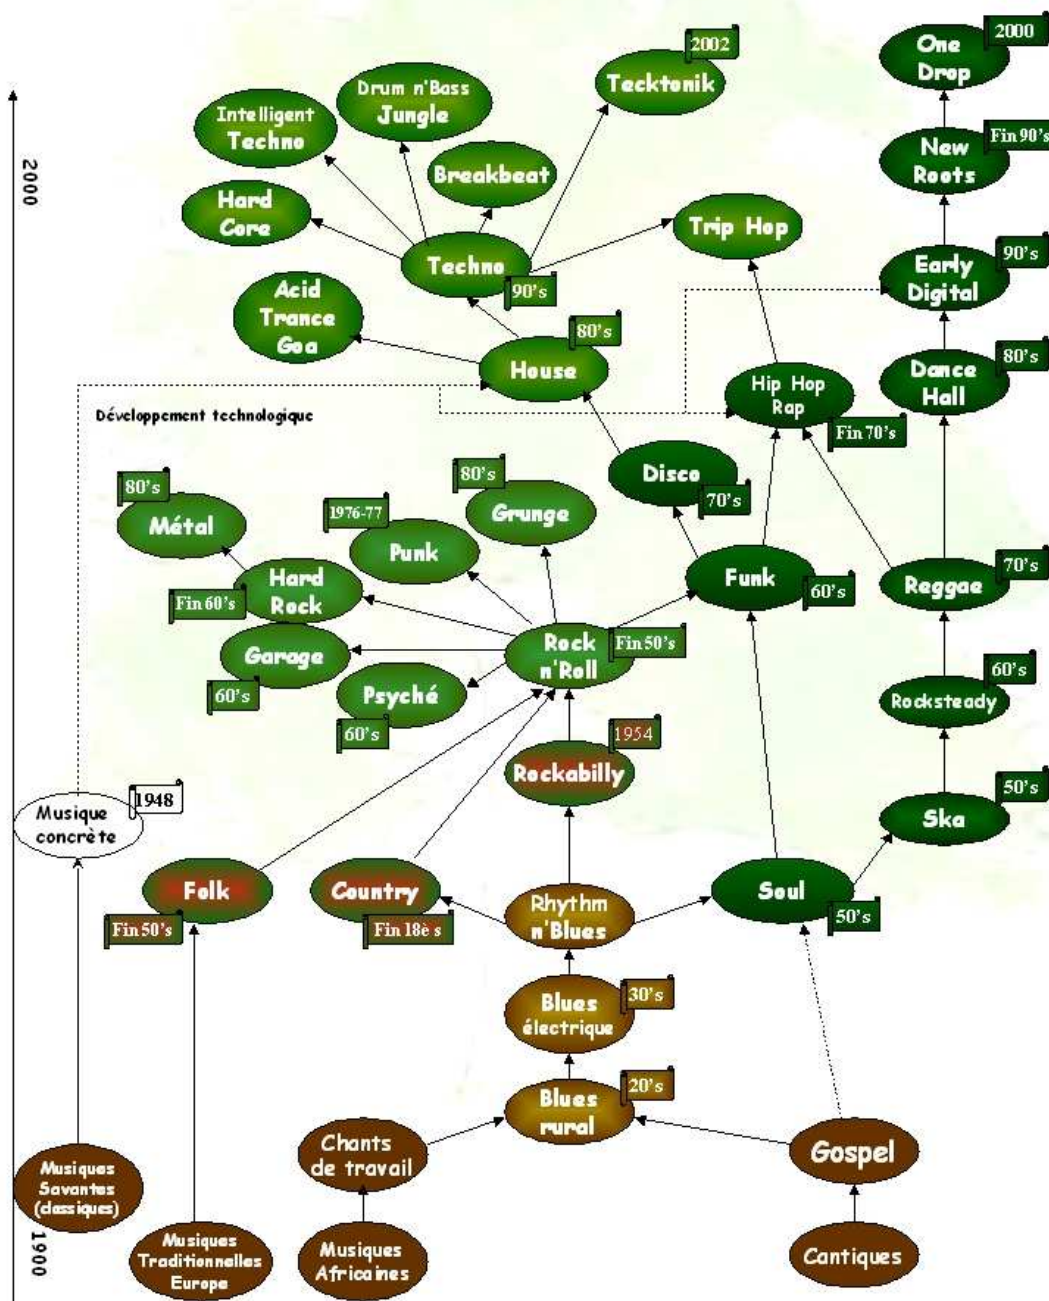 2000
One
Drop
2002
Tecktonik
Drum n'Bass
Jungle
Intelligent
Techno
Fin 90's
New
Roots
Breakbeat
Hard
Core
Trip Hop
Techno
90's
90's
Early
Digital
Acid
Trance
Goa
80's
House
80's
Dance
Hall
Hip Hop
Rap
Fin 70's
Développement technologique
2000
Disco
70's
80's
Grunge
80's
Métal
1976-77
Punk
Funk
60's
70's
Reggae
Hard
Rock
Fin 60's
Rock
n'Roll
Fin 50's
Garage
60's
Psyché
60's
60's
Rocksteady
1954
Rockabilly
1948
Musique
concrète
50's
Ska
Folk
Fin 50's
Country
Fin 18è s
Rhythm
n'Blues
Soul
50's
Blues
électrique
30's
Blues
rural
20's
Chants
de travail
Gospel
Musiques
Savantes
(classiques)
Musiques
Traditionnelles
Europe
Musiques
Africaines
Cantiques
1900